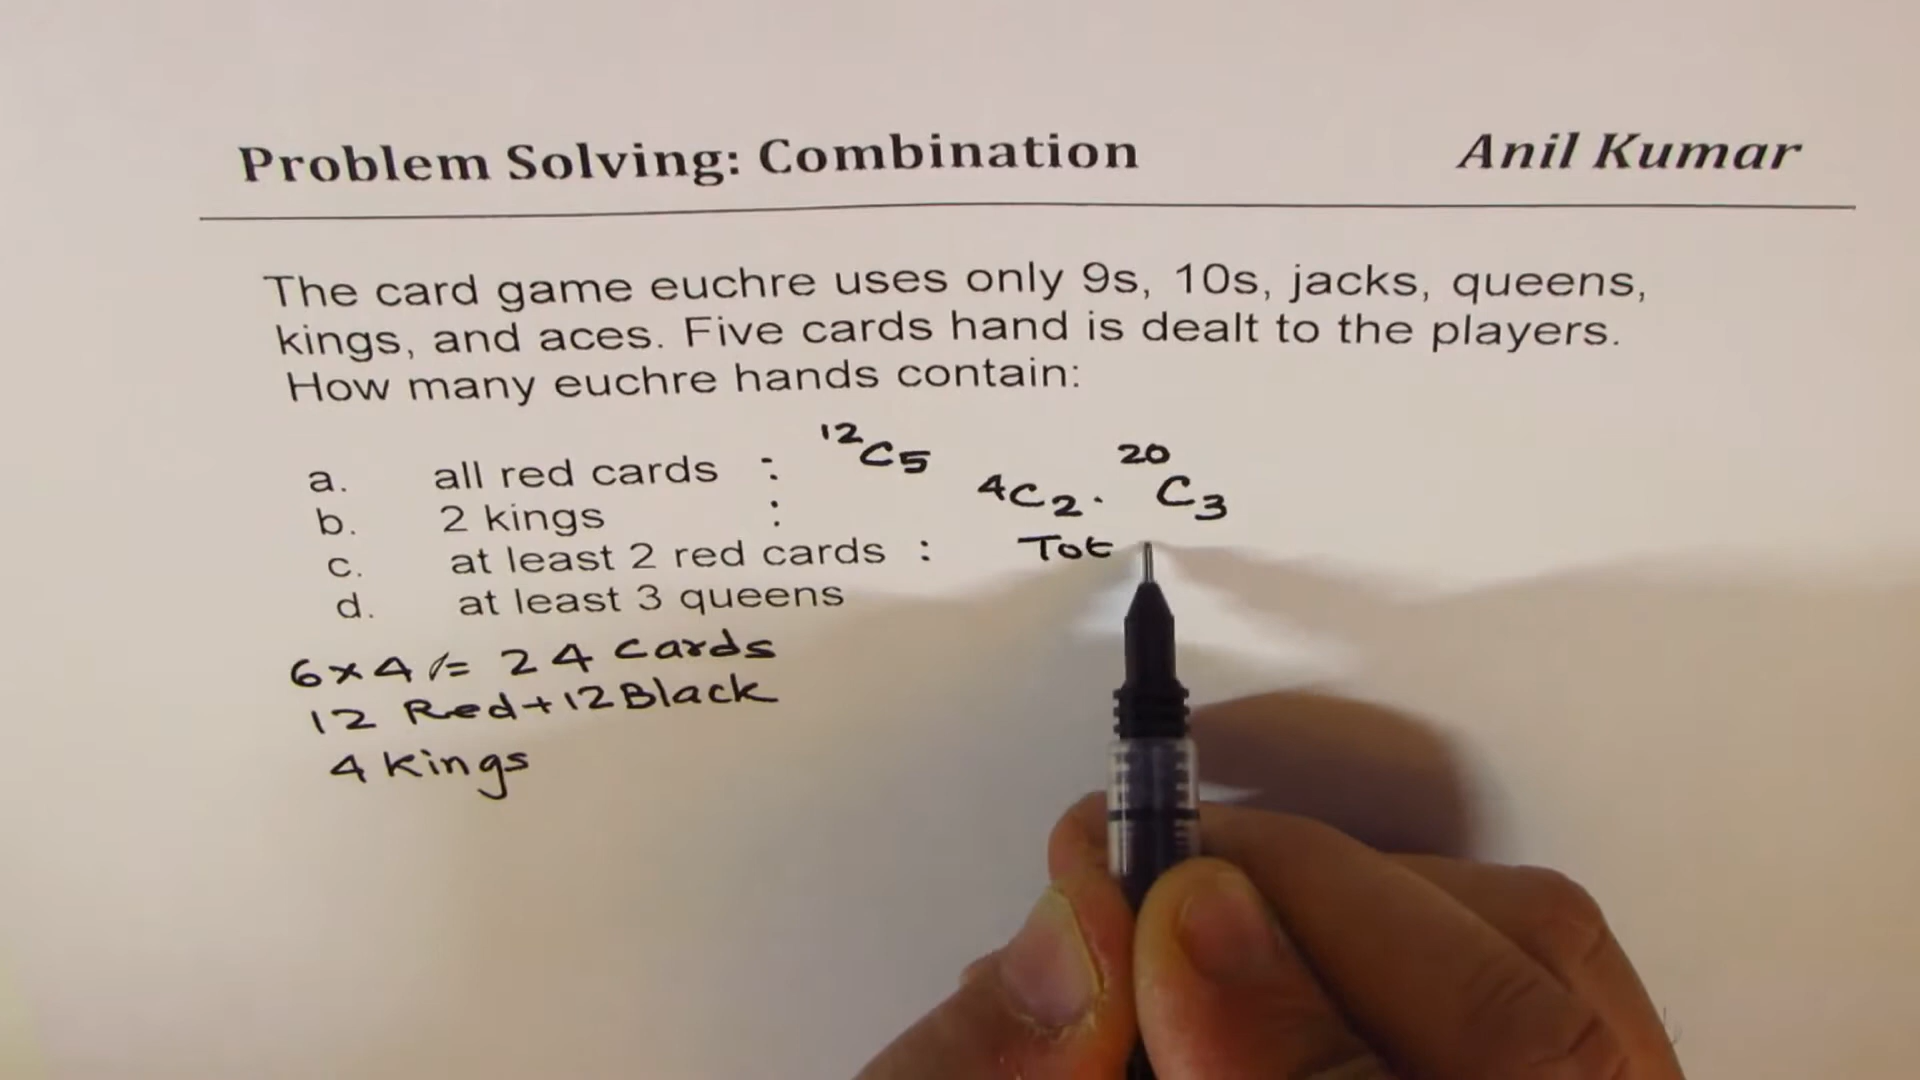 Problem Solving: Combination Anil Kumar
The card game euchre uses only 9s, 10s, jacks, queens,
kings, and aces. Five cards hand is dealt to the players.
How many euchre hands contain:
a. all red cards : ¹²C₅
b. 2 kings : ⁴C₂ · ²⁰C₃
c. at least 2 red cards : Tot
d. at least 3 queens
6×4 = 24 Cards
12 Red + 12 Black
4 Kings